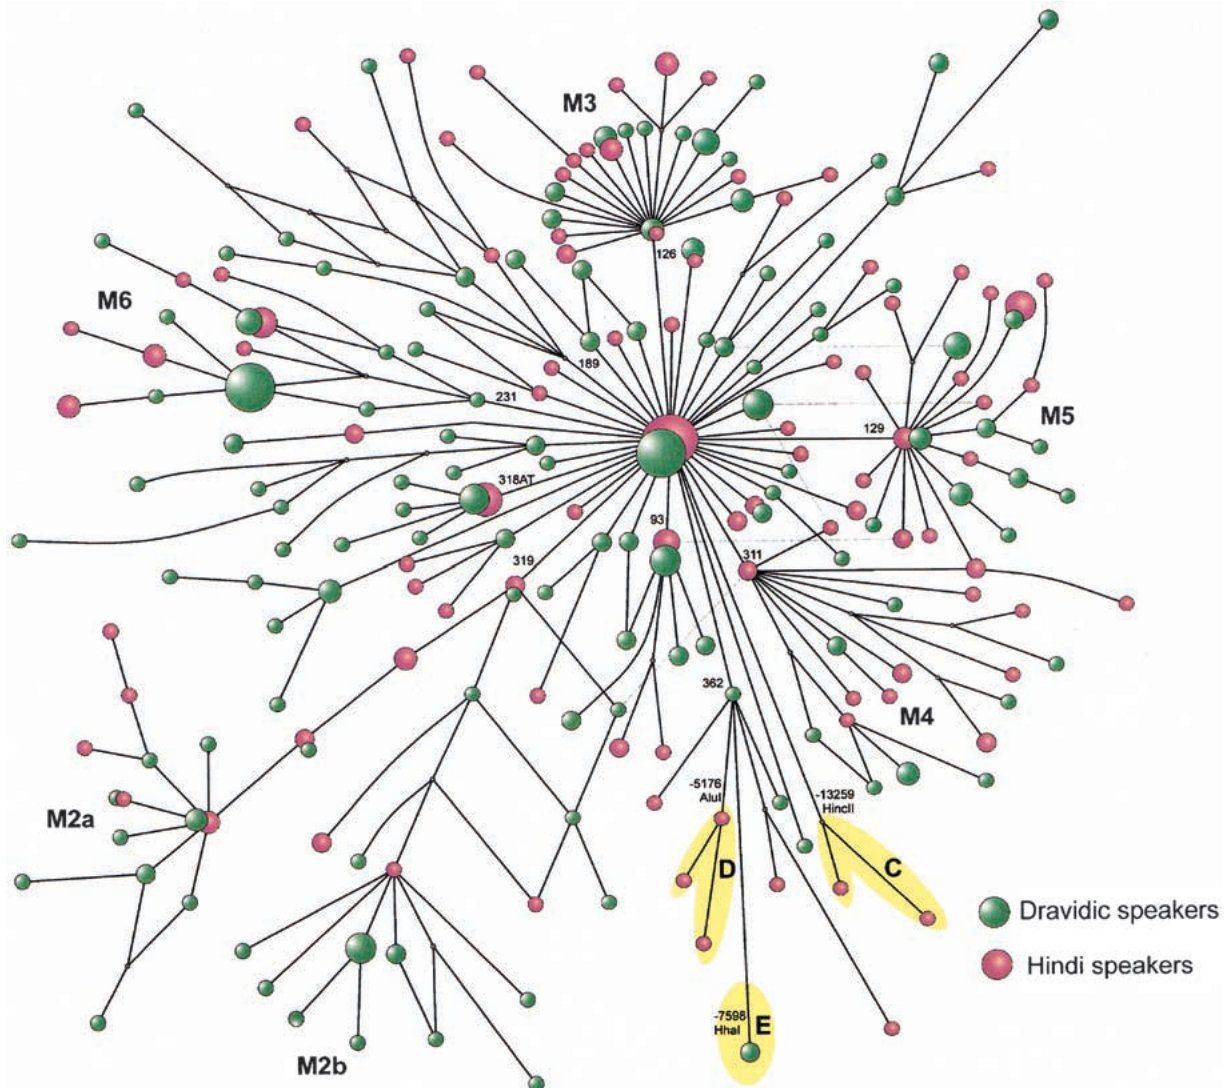 M3
126
M6
189
231
M5
129
318AT
93
311
319
362
M4
-5176
AluI
-13259
HincII
M2a
D
C
Dravidic speakers
Hindi speakers
-7598
HhaI
E
M2b